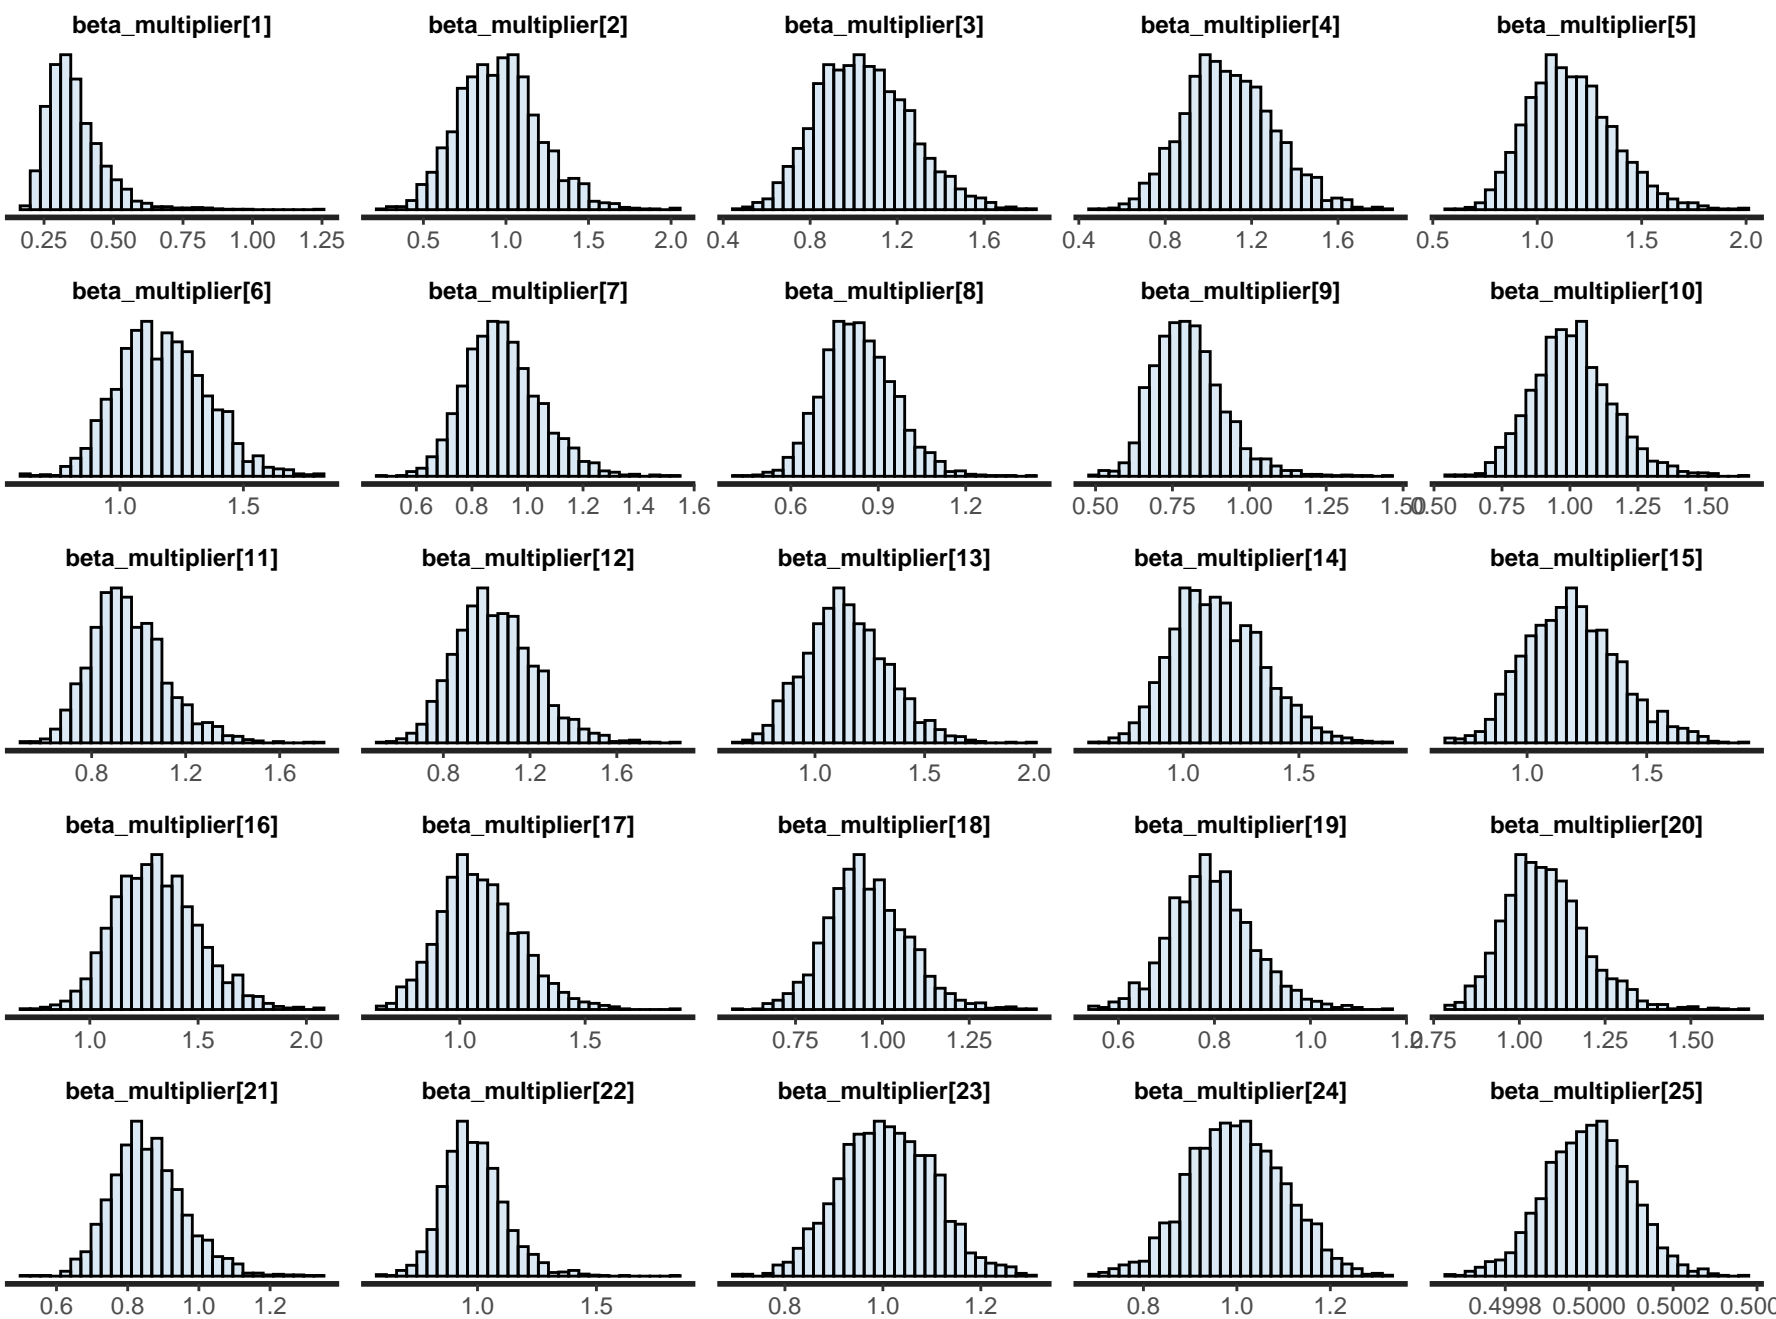 beta_multiplier[1] beta_multiplier[2] beta_multiplier[3] beta_multiplier[4] beta_multiplier[5]
0.25 0.50 0.75 1.00 1.25 0.5 1.0 1.5 2.0 0.4 0.8 1.2 1.6 0.4 0.8 1.2 1.6 0.5 1.0 1.5 2.0
beta_multiplier[6] beta_multiplier[7] beta_multiplier[8] beta_multiplier[9] beta_multiplier[10]
1.0 1.5 0.6 0.8 1.0 1.2 1.4 1.6 0.6 0.9 1.2 0.50 0.75 1.00 1.25 1.50 0.50 0.75 1.00 1.25 1.50
beta_multiplier[11] beta_multiplier[12] beta_multiplier[13] beta_multiplier[14] beta_multiplier[15]
0.8 1.2 1.6 0.8 1.2 1.6 1.0 1.5 2.0 1.0 1.5 1.0 1.5
beta_multiplier[16] beta_multiplier[17] beta_multiplier[18] beta_multiplier[19] beta_multiplier[20]
1.0 1.5 2.0 1.0 1.5 0.75 1.00 1.25 0.6 0.8 1.0 1.2 0.75 1.00 1.25 1.50
beta_multiplier[21] beta_multiplier[22] beta_multiplier[23] beta_multiplier[24] beta_multiplier[25]
0.6 0.8 1.0 1.2 1.0 1.5 0.8 1.0 1.2 0.8 1.0 1.2 0.4998 0.5000 0.5002